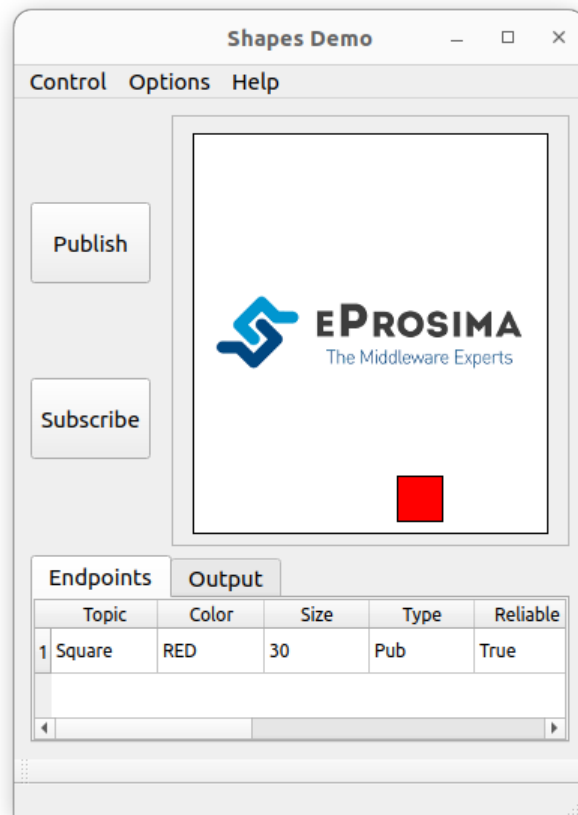 Shapes Demo
Control Options Help
Publish
EPROSIMA
The Middleware Experts
Subscribe
Endpoints Output
Topic Color Size Type Reliable
1 Square RED 30 Pub True